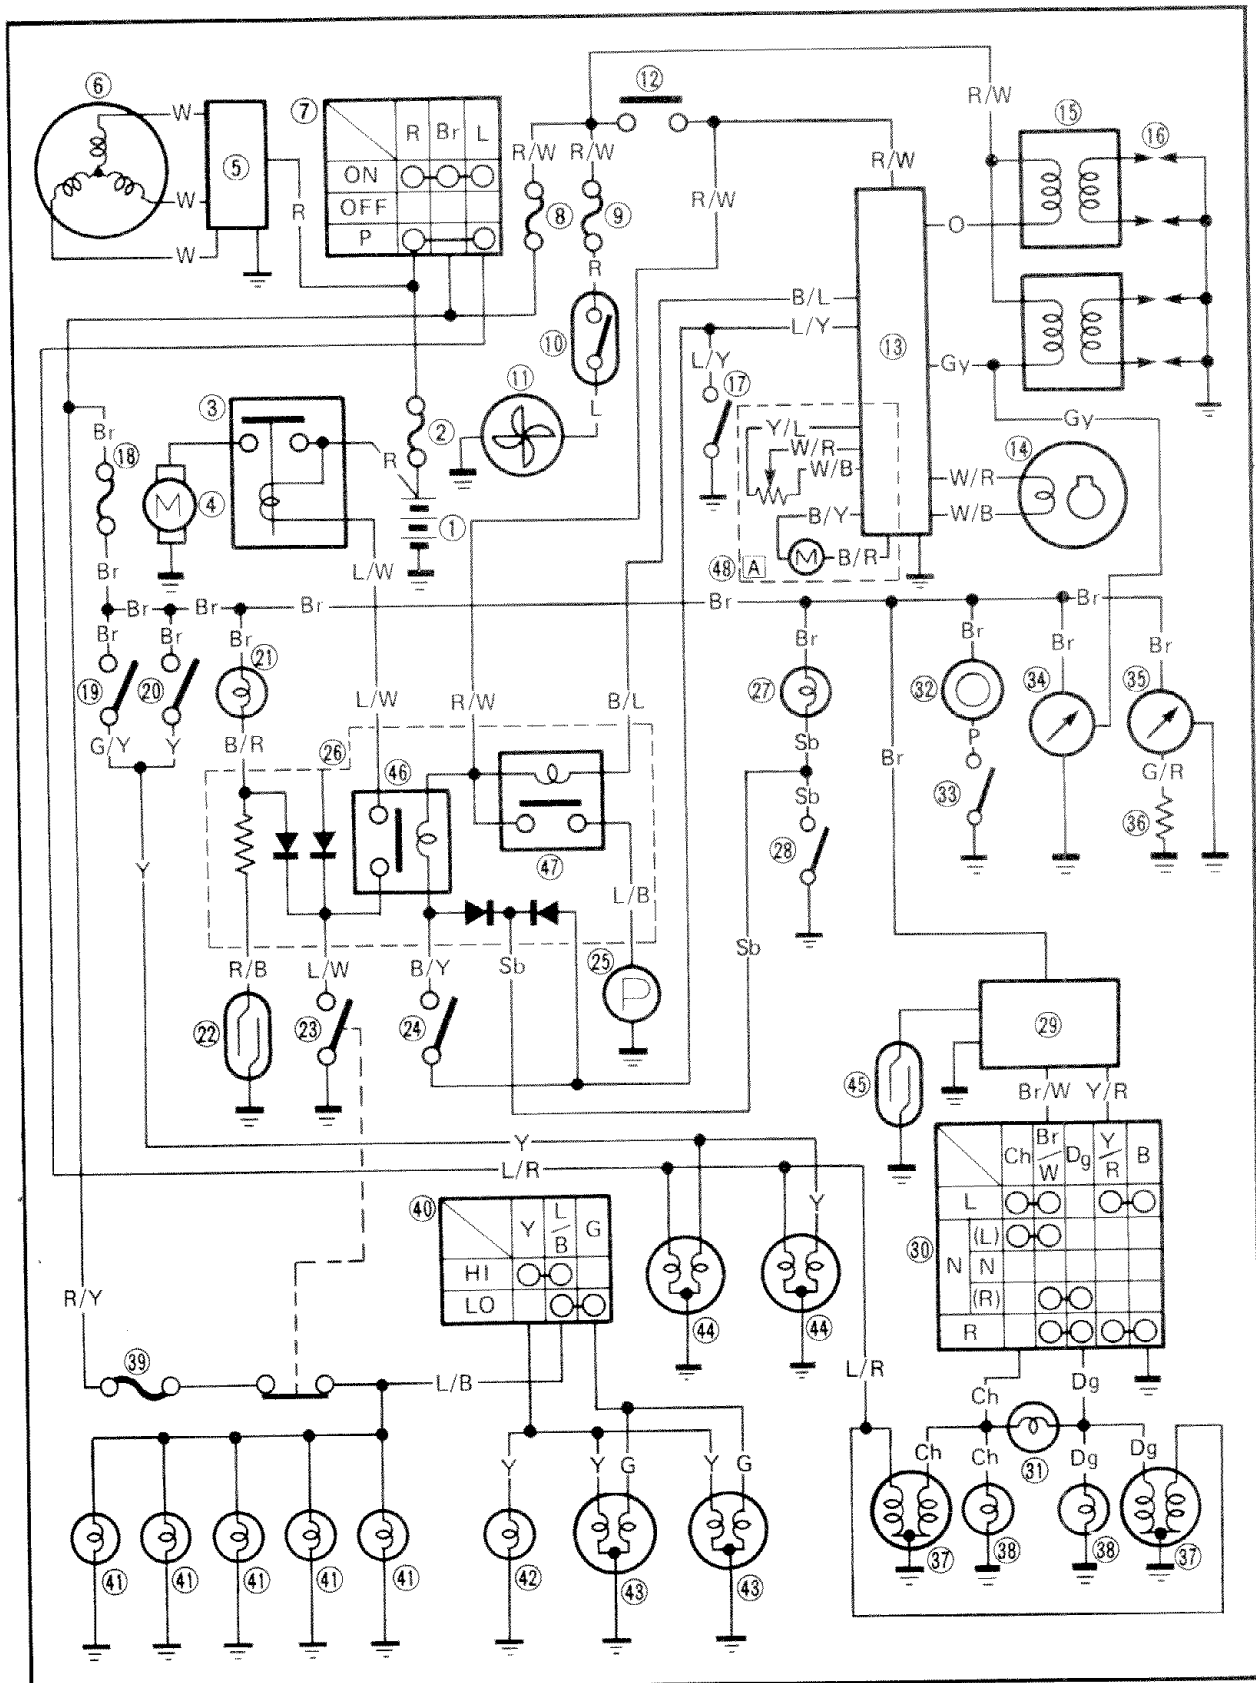 6
W
5
W
W
R
7
R Br L
ON
OFF
P
R/W
8
R/W
9
R
10
L
11
12
R/W
R/W
R/W
15
16
O
B/L
L/Y
13
Gy
Gy
L/Y
17
Y/L
W/R
W/B
B/Y
B/R
M
48 A
14
W/R
W/B
3
Br
18
M
4
R
2
1
L/W
Br
Br
Br
Br
Br
Br
Br
Br
Br
21
19
20
G/Y
Y
B/R
L/W
R/W
B/L
27
Br
Sb
Sb
28
Br
Br
32
P
33
Br
34
Br
35
G/R
36
26
46
47
L/B
Y
R/B
L/W
B/Y
Sb
Sb
25
P
22
23
24
29
45
Br/W
Y/R
Ch Br/W Dg Y/R B
L
30
N
(L)
N
(R)
R
Y
L/R
Y
40
Y L/B G
HI
LO
44
44
R/Y
39
L/B
L/R
Ch
Dg
Ch
Ch
31
Dg
Dg
Y
Y
G
Y
G
37
38
38
37
41
41
41
41
41
42
43
43